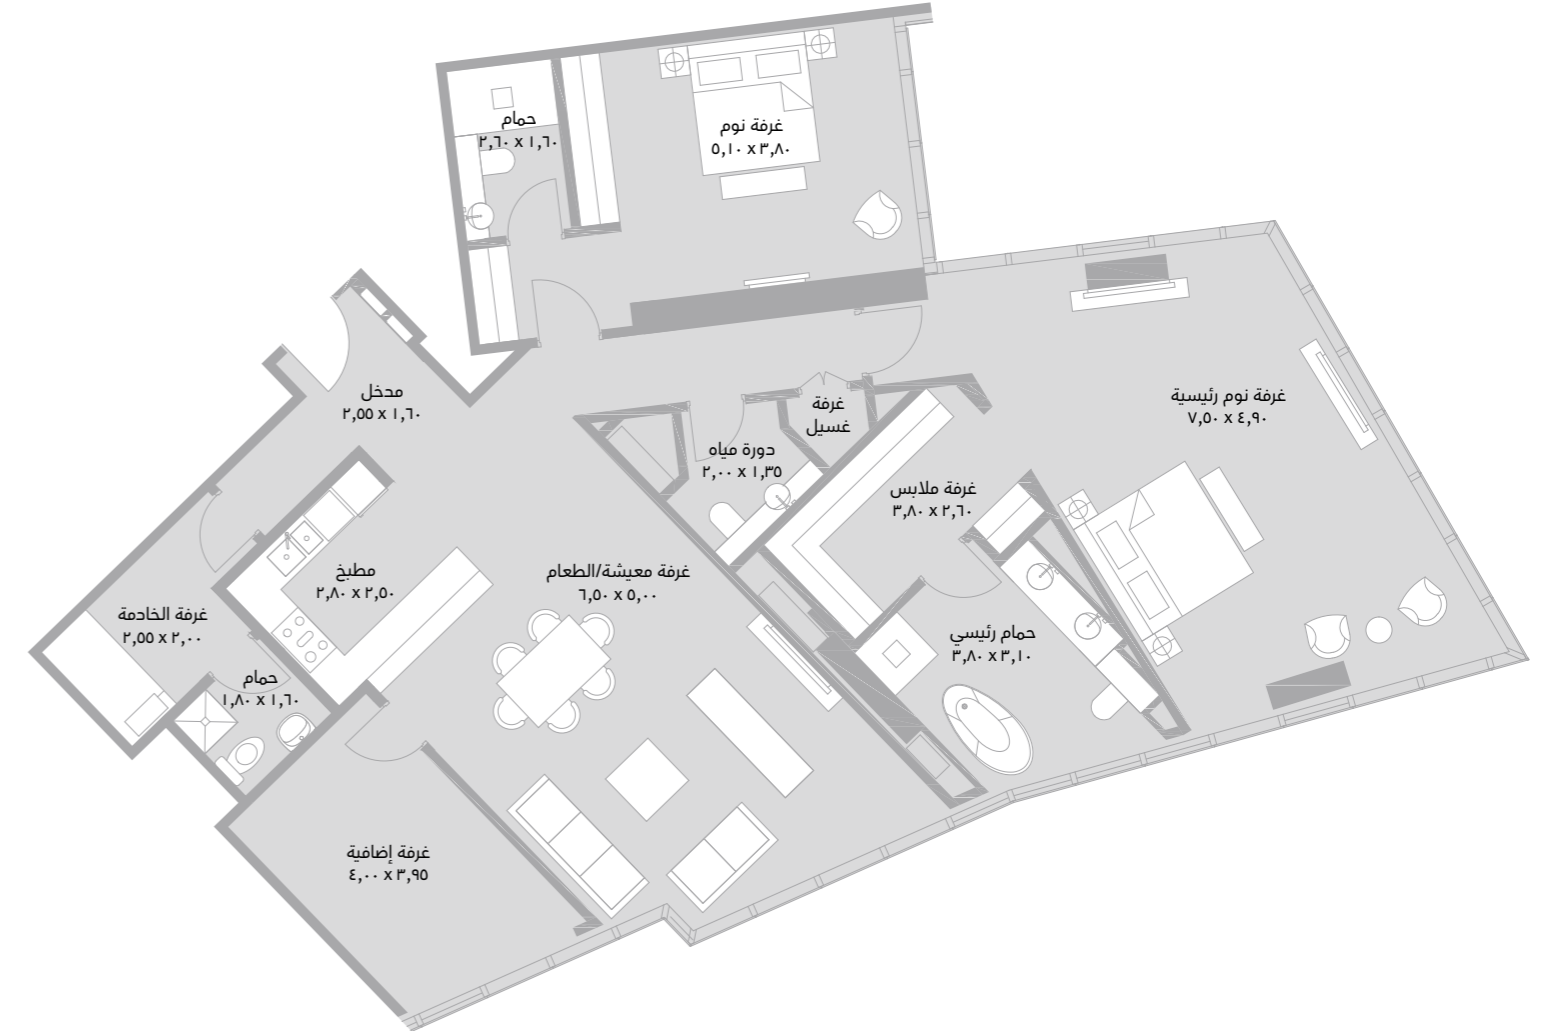 حمام
٢,٦٠ x ١,٦٠
غرفة نوم
٥,١٠ x ٣,٨٠
مدخل
٢,٥٥ x ١,٦٠
غرفة
غسيل
غرفة نوم رئيسية
٧,٥٠ x ٤,٩٠
دورة مياه
٢,٠٠ x ١,٣٥
غرفة ملابس
٣,٨٠ x ٢,٦٠
مطبخ
٢,٨٠ x ٢,٥٠
غرفة معيشة/الطعام
٦,٥٠ x ٥,٠٠
غرفة الخادمة
٢,٥٥ x ٢,٠٠
حمام رئيسي
٣,٨٠ x ٣,١٠
حمام
١,٨٠ x ١,٦٠
غرفة إضافية
٤,٠٠ x ٣,٩٥